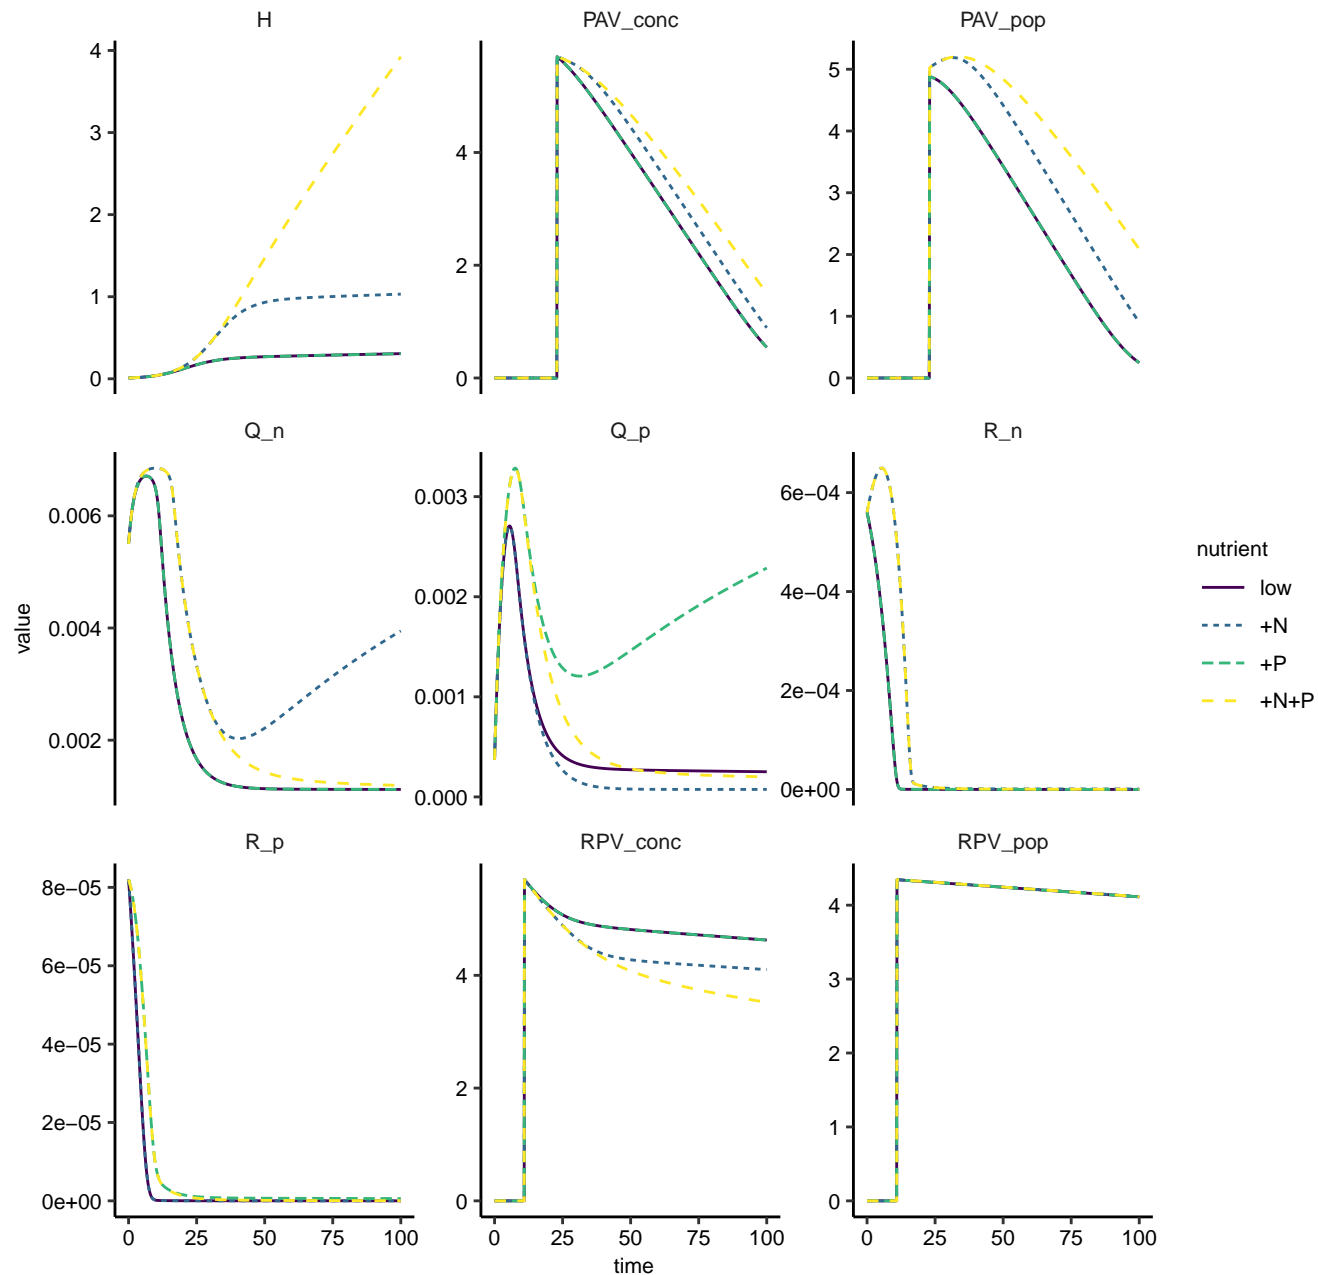 H
PAV_conc
PAV_pop
4
3
2
1
0
4
2
0
5
4
3
2
1
0
Q_n
Q_p
R_n
0.006
0.004
0.002
0.003
0.002
0.001
0.000
6e−04
4e−04
2e−04
0e+00
R_p
RPV_conc
RPV_pop
8e−05
6e−05
4e−05
2e−05
0e+00
4
2
0
4
3
2
1
0
0 25 50 75 100
0 25 50 75 100
0 25 50 75 100
time
value
nutrient
low
+N
+P
+N+P